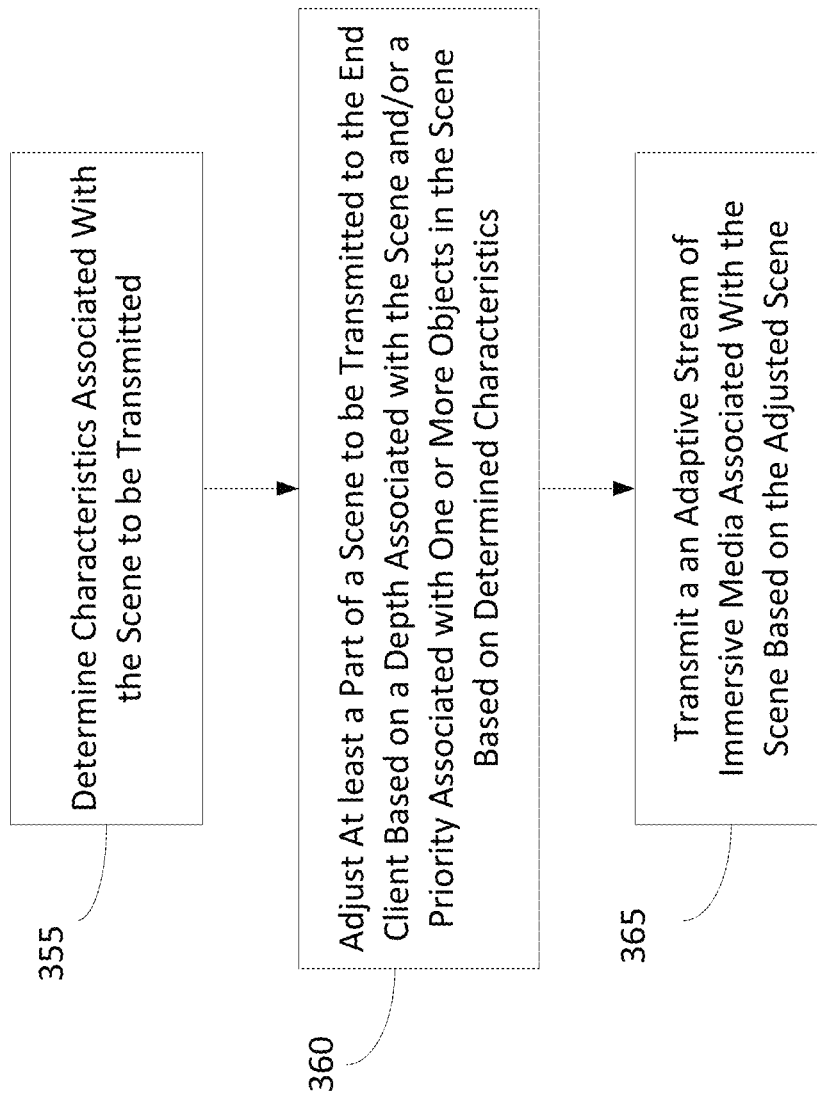 355
Determine Characteristics Associated With
the Scene to be Transmitted
360
Adjust At least a Part of a Scene to be Transmitted to the End
Client Based on a Depth Associated with the Scene and/or a
Priority Associated with One or More Objects in the Scene
Based on Determined Characteristics
365
Transmit a an Adaptive Stream of
Immersive Media Associated With the
Scene Based on the Adjusted Scene